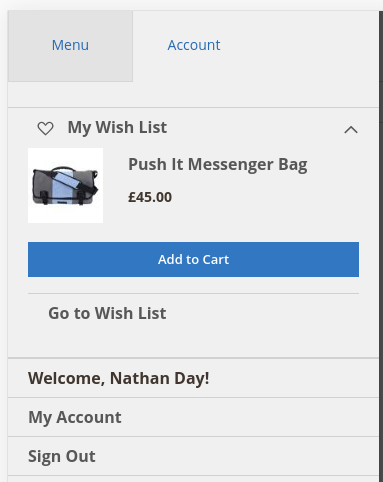 Menu
Account
My Wish List
Push It Messenger Bag
£45.00
Add to Cart
Go to Wish List
Welcome, Nathan Day!
My Account
Sign Out